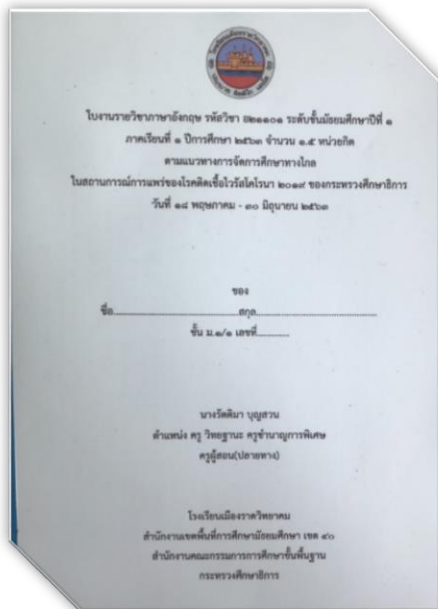 ใบงานรายวิชาภาษาอังกฤษ รหัสวิชา อ๒๑๑๐๑ ระดับชั้นมัธยมศึกษาปีที่ ๑
ภาคเรียนที่ ๑ ปีการศึกษา ๒๕๖๓ จำนวน ๑.๕ หน่วยกิต
ตามแนวทางการจัดการศึกษาทางไกล
ในสถานการณ์การแพร่ของโรคติดเชื้อไวรัสโคโรนา ๒๐๑๙ ของกระทรวงศึกษาธิการ
วันที่ ๑๘ พฤษภาคม - ๓๐ มิถุนายน ๒๕๖๓
ของ
ชื่อ..............................สกุล..............................
ชั้น ม.๑/๑ เลขที่..........
นางรัตติมา บุญสวน
ตำแหน่ง ครู วิทยฐานะ ครูชำนาญการพิเศษ
ครูผู้สอน(ปลายทาง)
โรงเรียนเมืองราดวิทยาคม
สำนักงานเขตพื้นที่การศึกษามัธยมศึกษา เขต ๔๐
สำนักงานคณะกรรมการการศึกษาขั้นพื้นฐาน
กระทรวงศึกษาธิการ